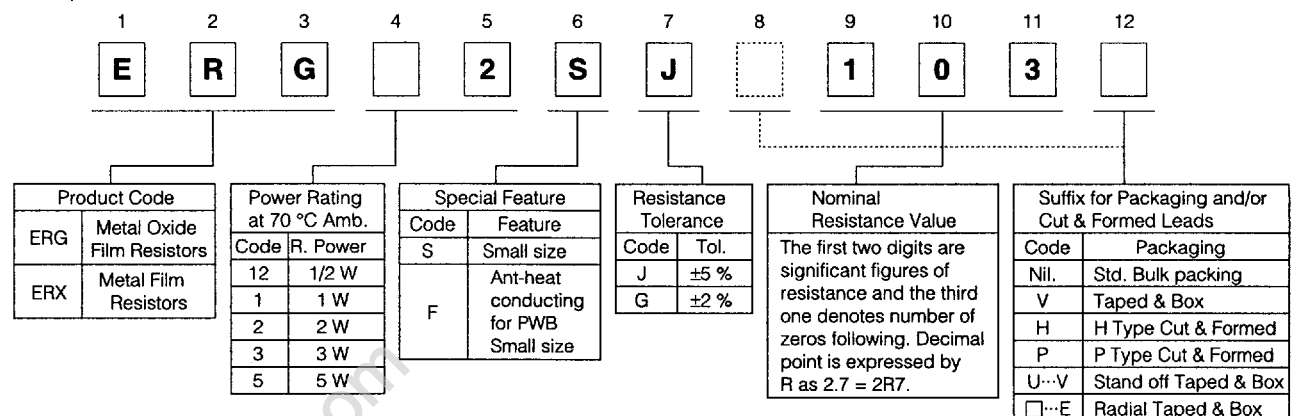 1 2 3 4 5 6 7 8 9 10 11 12
E R G 2 S J 1 0 3
Product Code
ERG Metal Oxide
Film Resistors
ERX Metal Film
Resistors
Power Rating
at 70 °C Amb.
Code R. Power
12 1/2 W
1 1 W
2 2 W
3 3 W
5 5 W
Special Feature
Code Feature
S Small size
F Ant-heat
conducting
for PWB
Small size
Resistance
Tolerance
Code Tol.
J ±5 %
G ±2 %
Nominal
Resistance Value
The first two digits are
significant figures of
resistance and the third
one denotes number of
zeros following. Decimal
point is expressed by
R as 2.7 = 2R7.
Suffix for Packaging and/or
Cut & Formed Leads
Code Packaging
Nil. Std. Bulk packing
V Taped & Box
H H Type Cut & Formed
P P Type Cut & Formed
U···V Stand off Taped & Box
□···E Radial Taped & Box
om